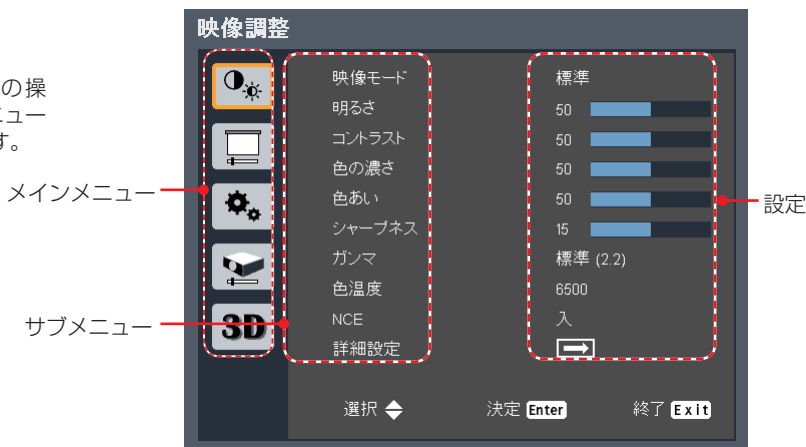 映像調整
の操
ニュー
す。
メインメニュー
サブメニュー
設定
3D
映像モード 標準
明るさ 50
コントラスト 50
色の濃さ 50
色あい 50
シャープネス 15
ガンマ 標準 (2.2)
色温度 6500
NCE 入
詳細設定
選択 決定 Enter 終了 Exit